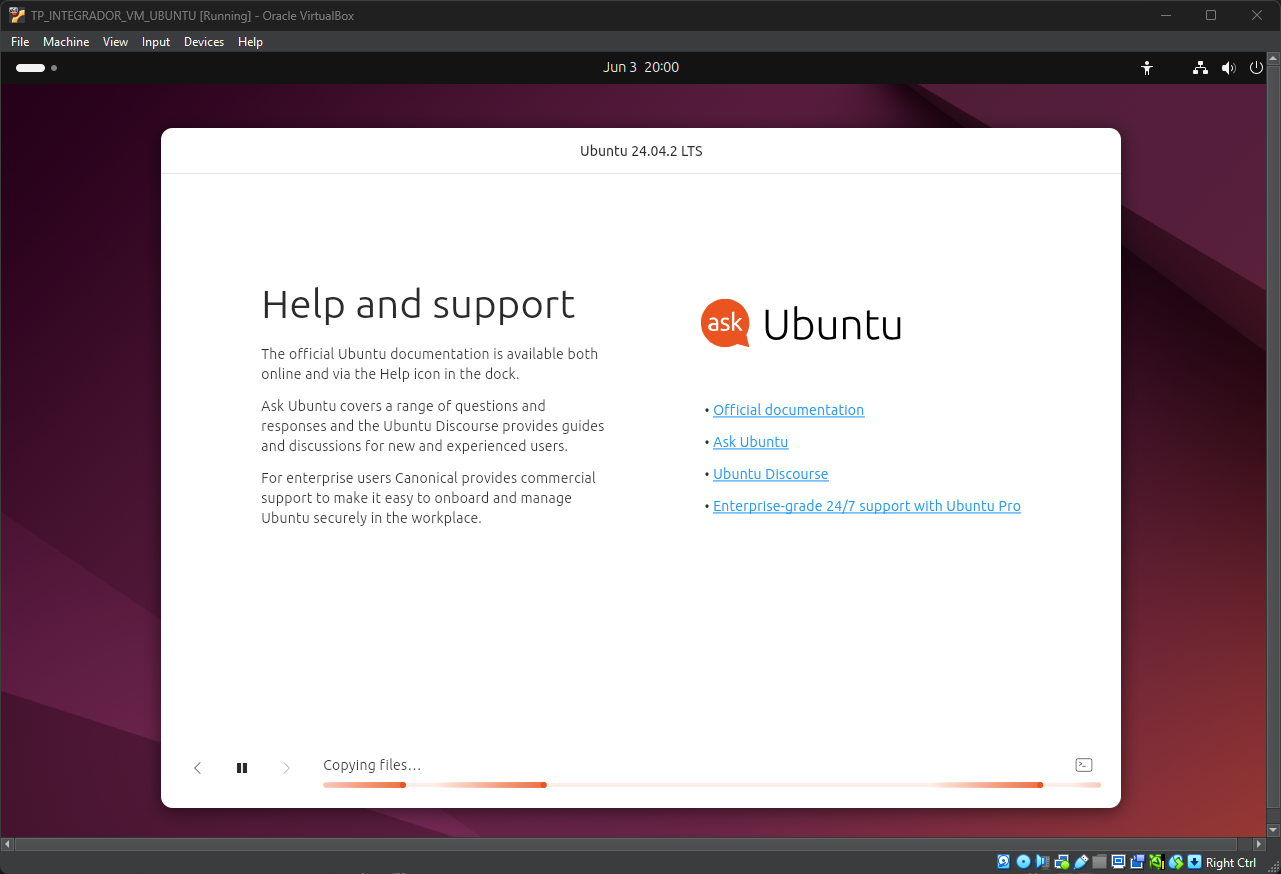 TP_INTEGRADOR_VM_UBUNTU [Running] - Oracle VirtualBox
File Machine View Input Devices Help
Jun 3 20:00
Ubuntu 24.04.2 LTS
Help and support
The official Ubuntu documentation is available both
online and via the Help icon in the dock.
Ask Ubuntu covers a range of questions and
responses and the Ubuntu Discourse provides guides
and discussions for new and experienced users.
For enterprise users Canonical provides commercial
support to make it easy to onboard and manage
Ubuntu securely in the workplace.
ask Ubuntu
• Official documentation
• Ask Ubuntu
• Ubuntu Discourse
• Enterprise-grade 24/7 support with Ubuntu Pro
Copying files…
Right Ctrl